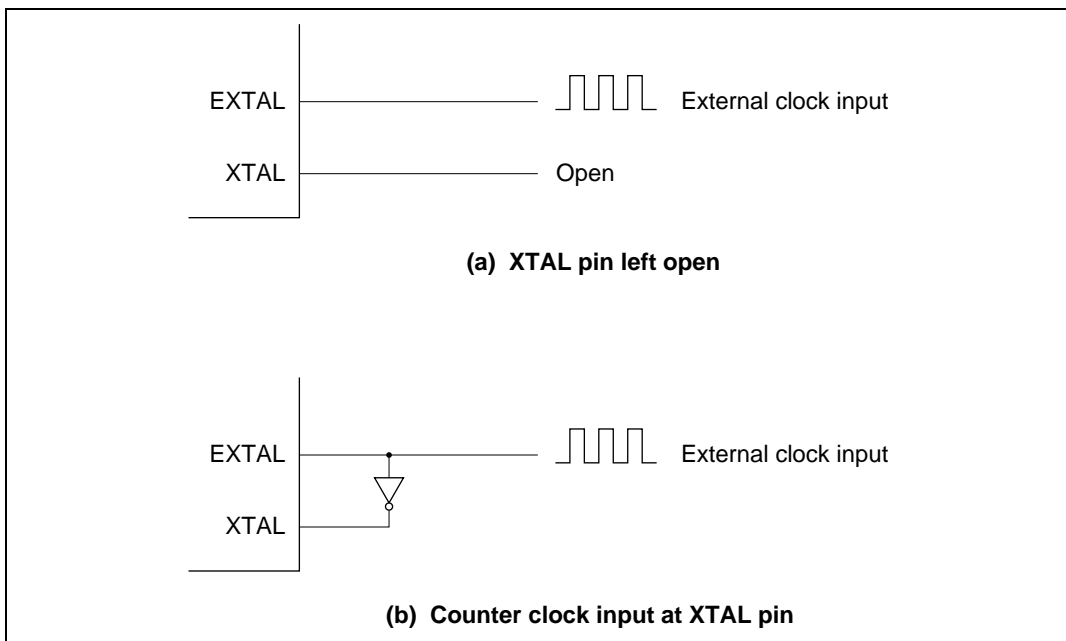 EXTAL
External clock input
XTAL
Open
(a) XTAL pin left open
EXTAL
External clock input
XTAL
(b) Counter clock input at XTAL pin